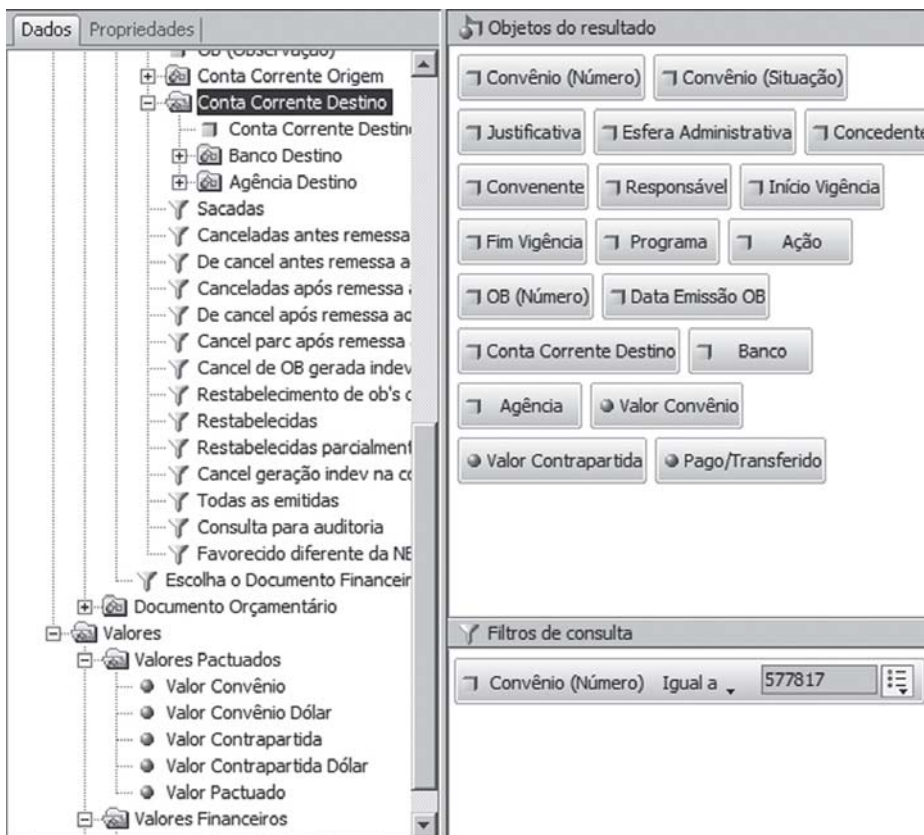 Dados Propriedades
OB (Observação)
Conta Corrente Origem
Conta Corrente Destino
Conta Corrente Destin
Banco Destino
Agência Destino
Sacadas
Canceladas antes remessa
De cancel antes remessa a
Canceladas após remessa
De cancel após remessa ac
Cancel parc após remessa
Cancel de OB gerada indev
Restabelecimento de ob's
Restabelecidas
Restabelecidas parcialment
Cancel geração indev na co
Todas as emitidas
Consulta para auditoria
Favorecido diferente da NE
Escolha o Documento Financeir
Documento Orçamentário
Valores
Valores Pactuados
Valor Convênio
Valor Convênio Dólar
Valor Contrapartida
Valor Contrapartida Dólar
Valor Pactuado
Valores Financeiros
Objetos do resultado
Convênio (Número) Convênio (Situação)
Justificativa Esfera Administrativa Concedente
Convenente Responsável Início Vigência
Fim Vigência Programa Ação
OB (Número) Data Emissão OB
Conta Corrente Destino Banco
Agência Valor Convênio
Valor Contrapartida Pago/Transferido
Filtros de consulta
Convênio (Número) Igual a 577817